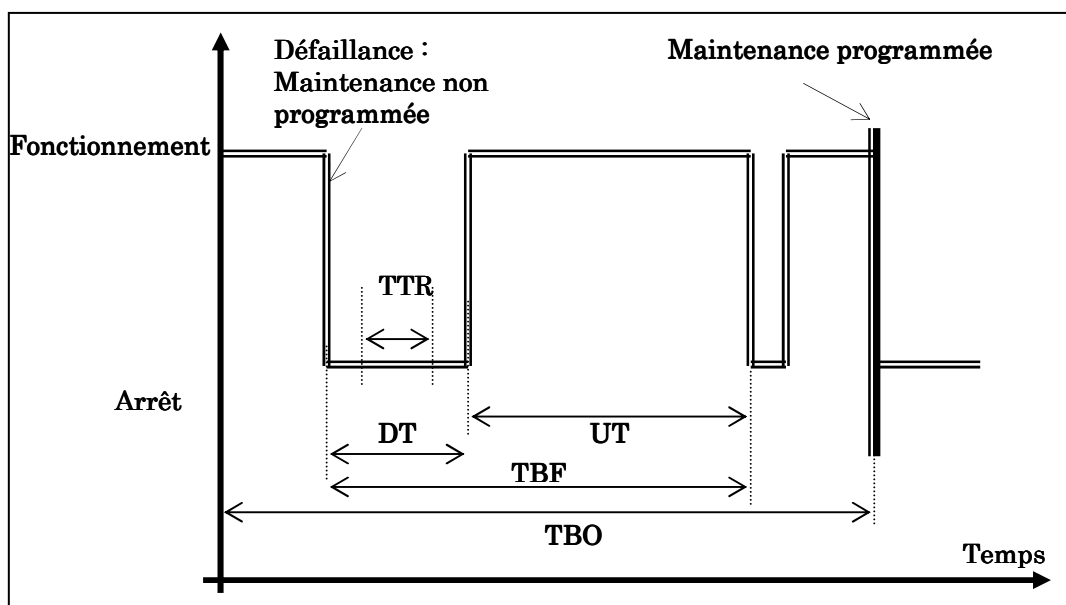 Défaillance :
Maintenance non
programmée
Maintenance programmée
Fonctionnement
TTR
Arrêt
DT
UT
TBF
TBO
Temps